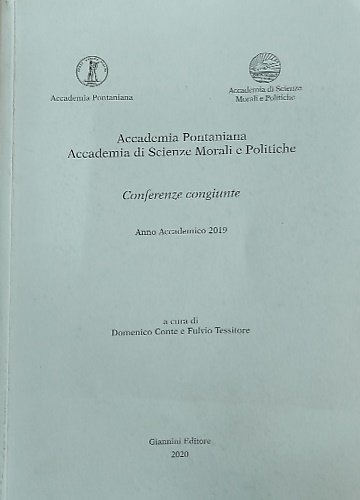 Accademia Pontaniana
Accademia di Scienze
Morali e Politiche
Accademia Pontaniana
Accademia di Scienze Morali e Politiche
Conferenze congiunte
Anno Accademico 2019
a cura di
Domenico Conte e Fulvio Tessitore
Giannini Editore
2020